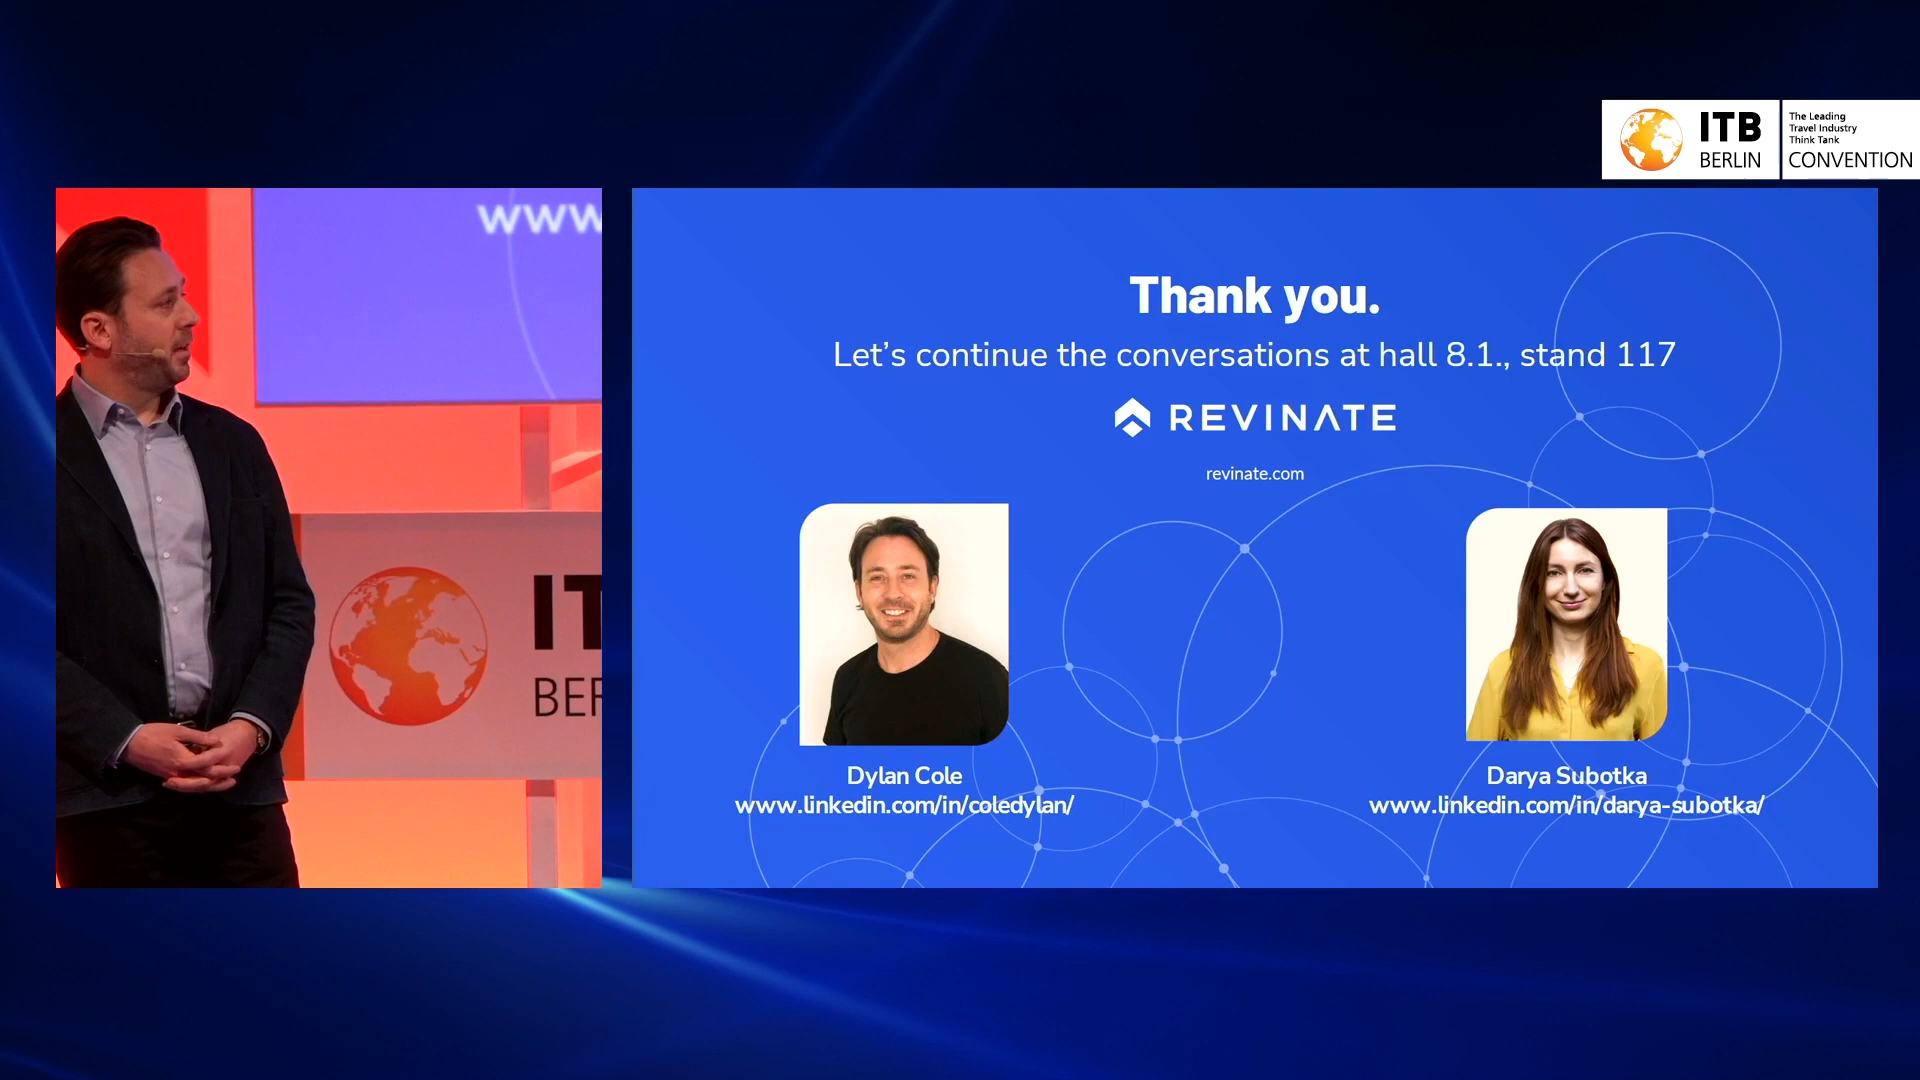 ITB
BERLIN
The Leading
Travel Industry
Think Tank
CONVENTION
www
IT
BER
Thank you.
Let's continue the conversations at hall 8.1., stand 117
REVINATE
revinate.com
Dylan Cole
www.linkedin.com/in/coledylan/
Darya Subotka
www.linkedin.com/in/darya-subotka/